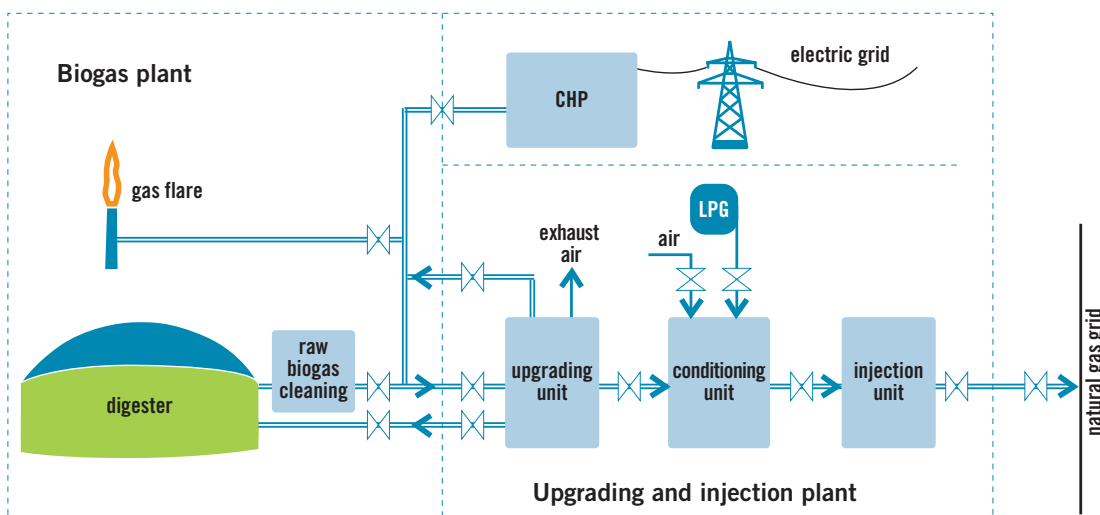 Biogas plant
CHP
electric grid
gas flare
LPG
exhaust
air
air
raw
biogas
cleaning
upgrading
unit
conditioning
unit
injection
unit
digester
natural gas grid
Upgrading and injection plant